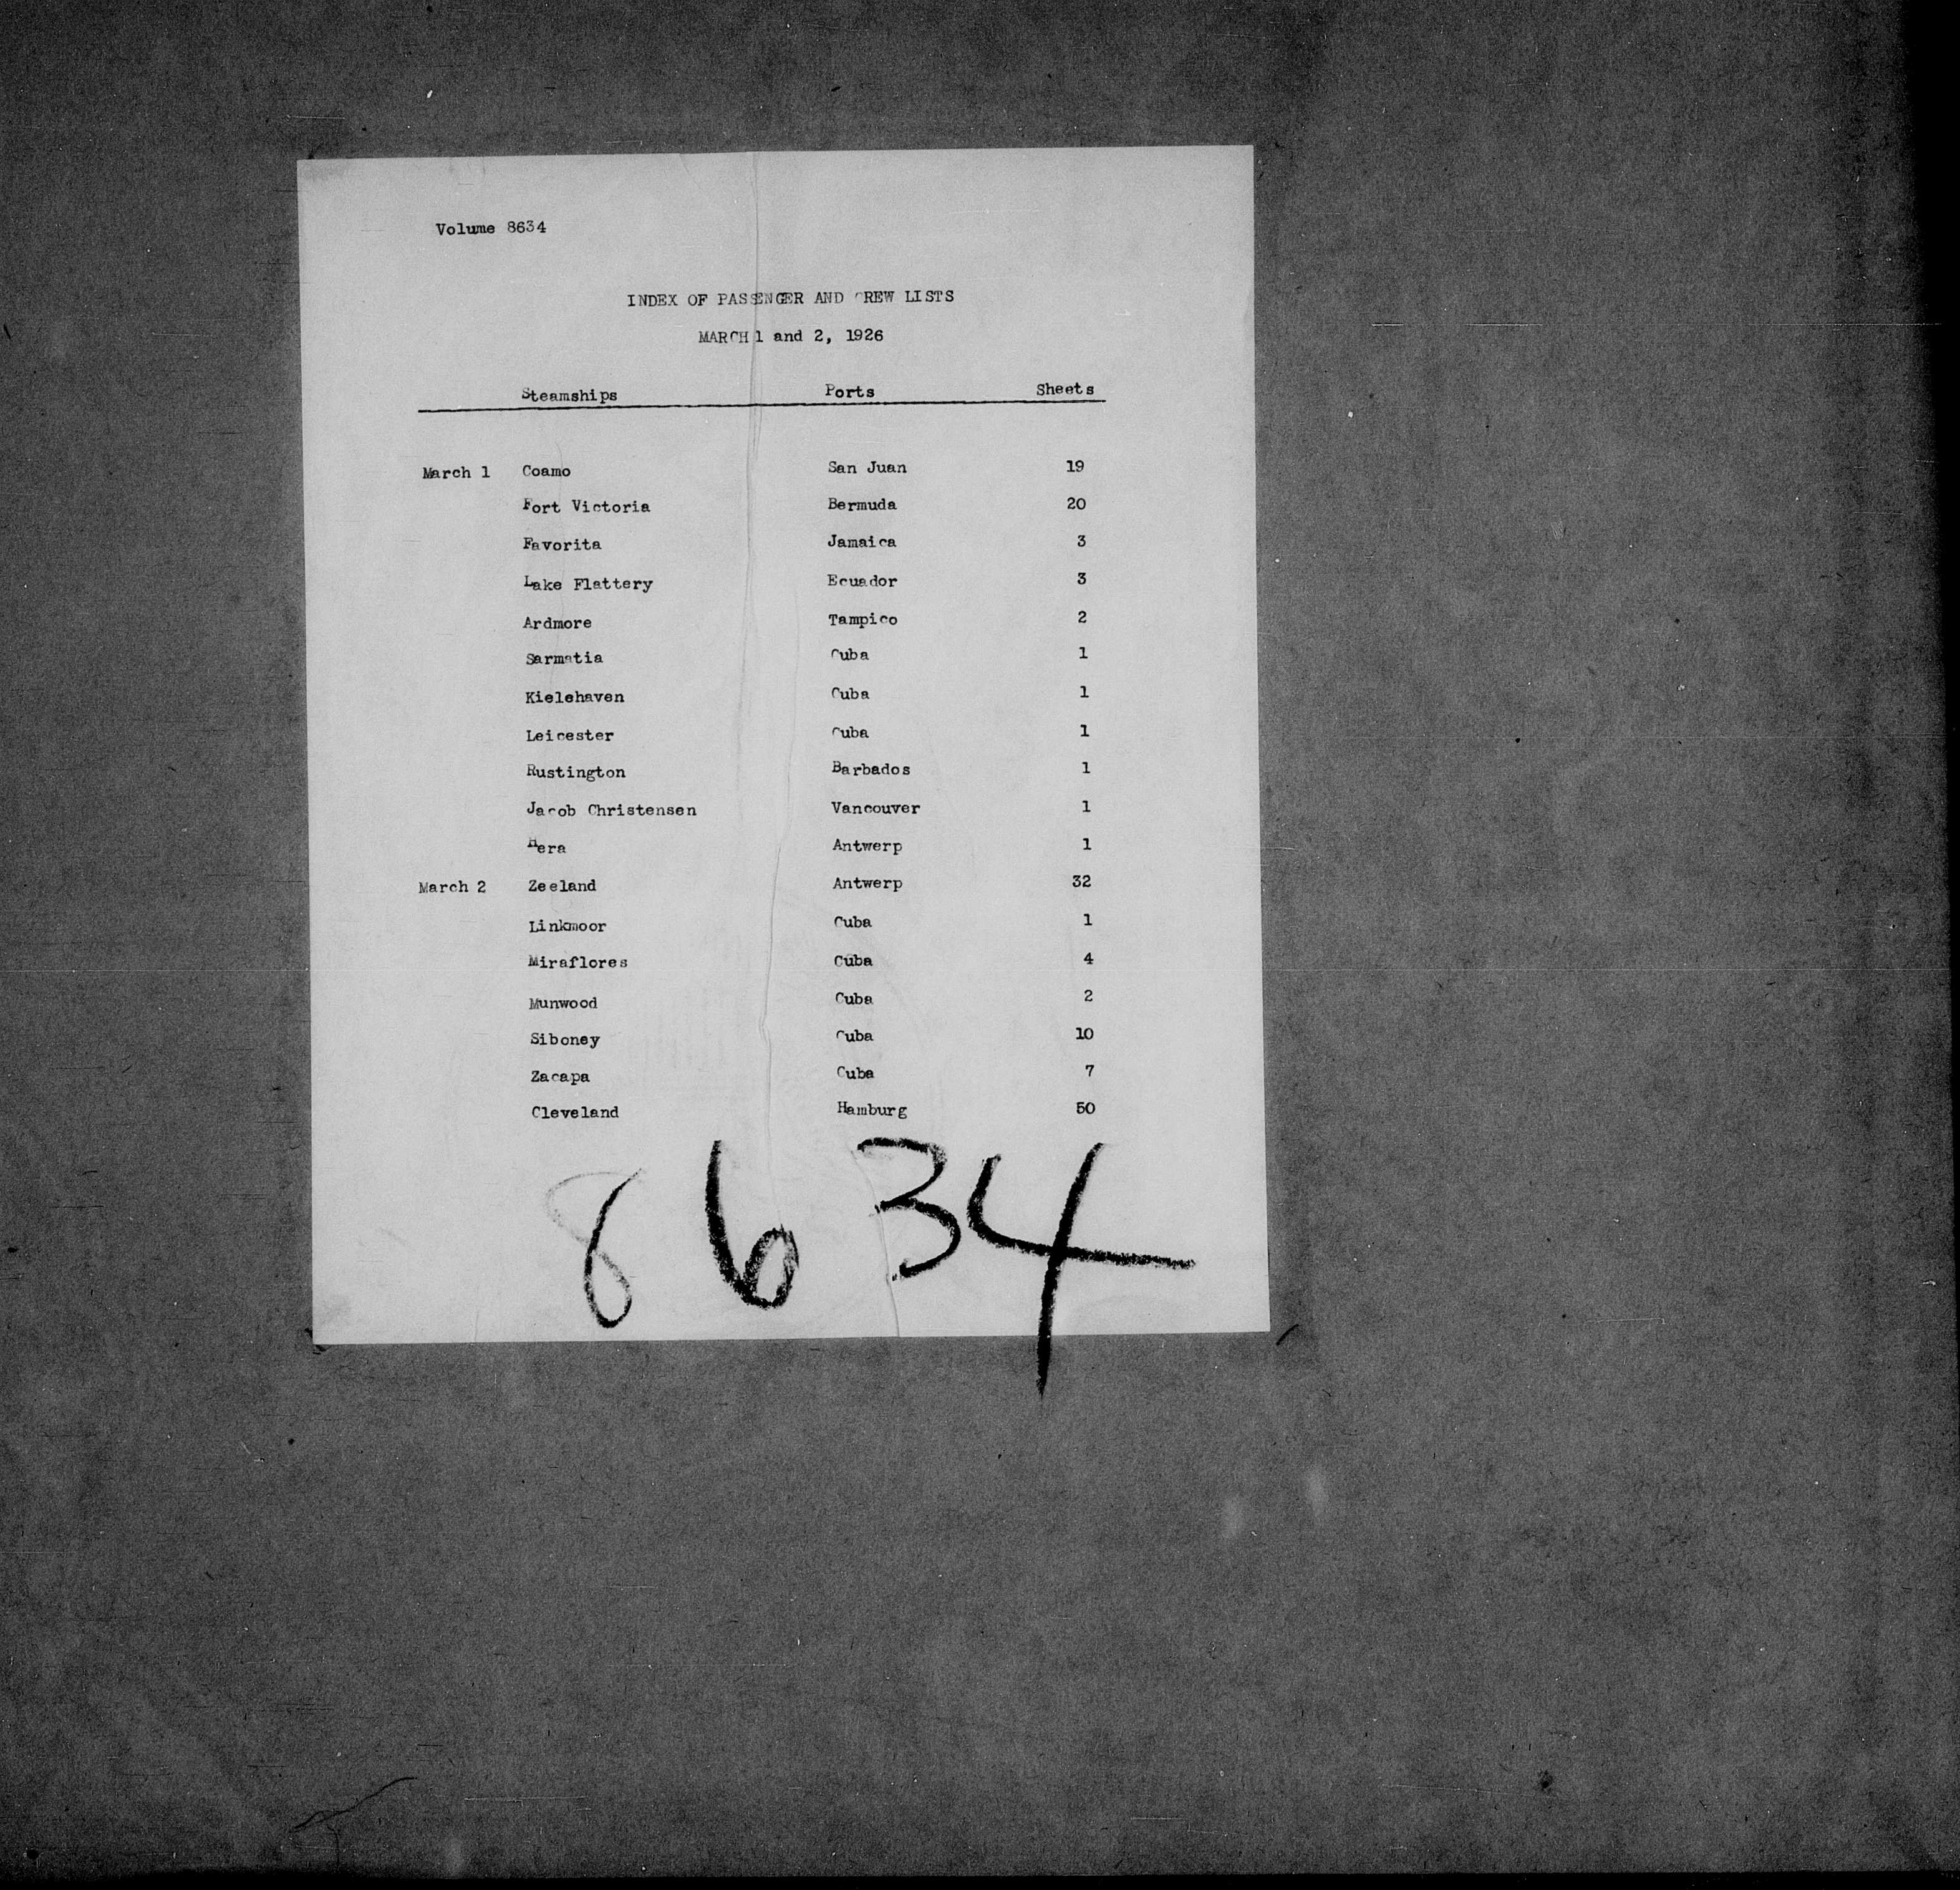 Volume 8634
INDEX OF PASSENGER AND CREW LISTS
MARCH 1 and 2, 1926
Steamships Ports Sheets
March 1 Coamo San Juan 19
Fort Victoria Bermuda 20
Favorita Jamaica 3
Lake Flattery Ecuador 3
Ardmore Tampico 2
Sarmatia Cuba 1
Kielehaven Cuba 1
Leicester Cuba 1
Rustington Barbados 1
Jacob Christensen Vancouver 1
Hera Antwerp 1
March 2 Zeeland Antwerp 32
Linkmoor Cuba 1
Miraflores Cuba 4
Munwood Cuba 2
Siboney Cuba 10
Zacapa Cuba 7
Cleveland Hamburg 50
8634